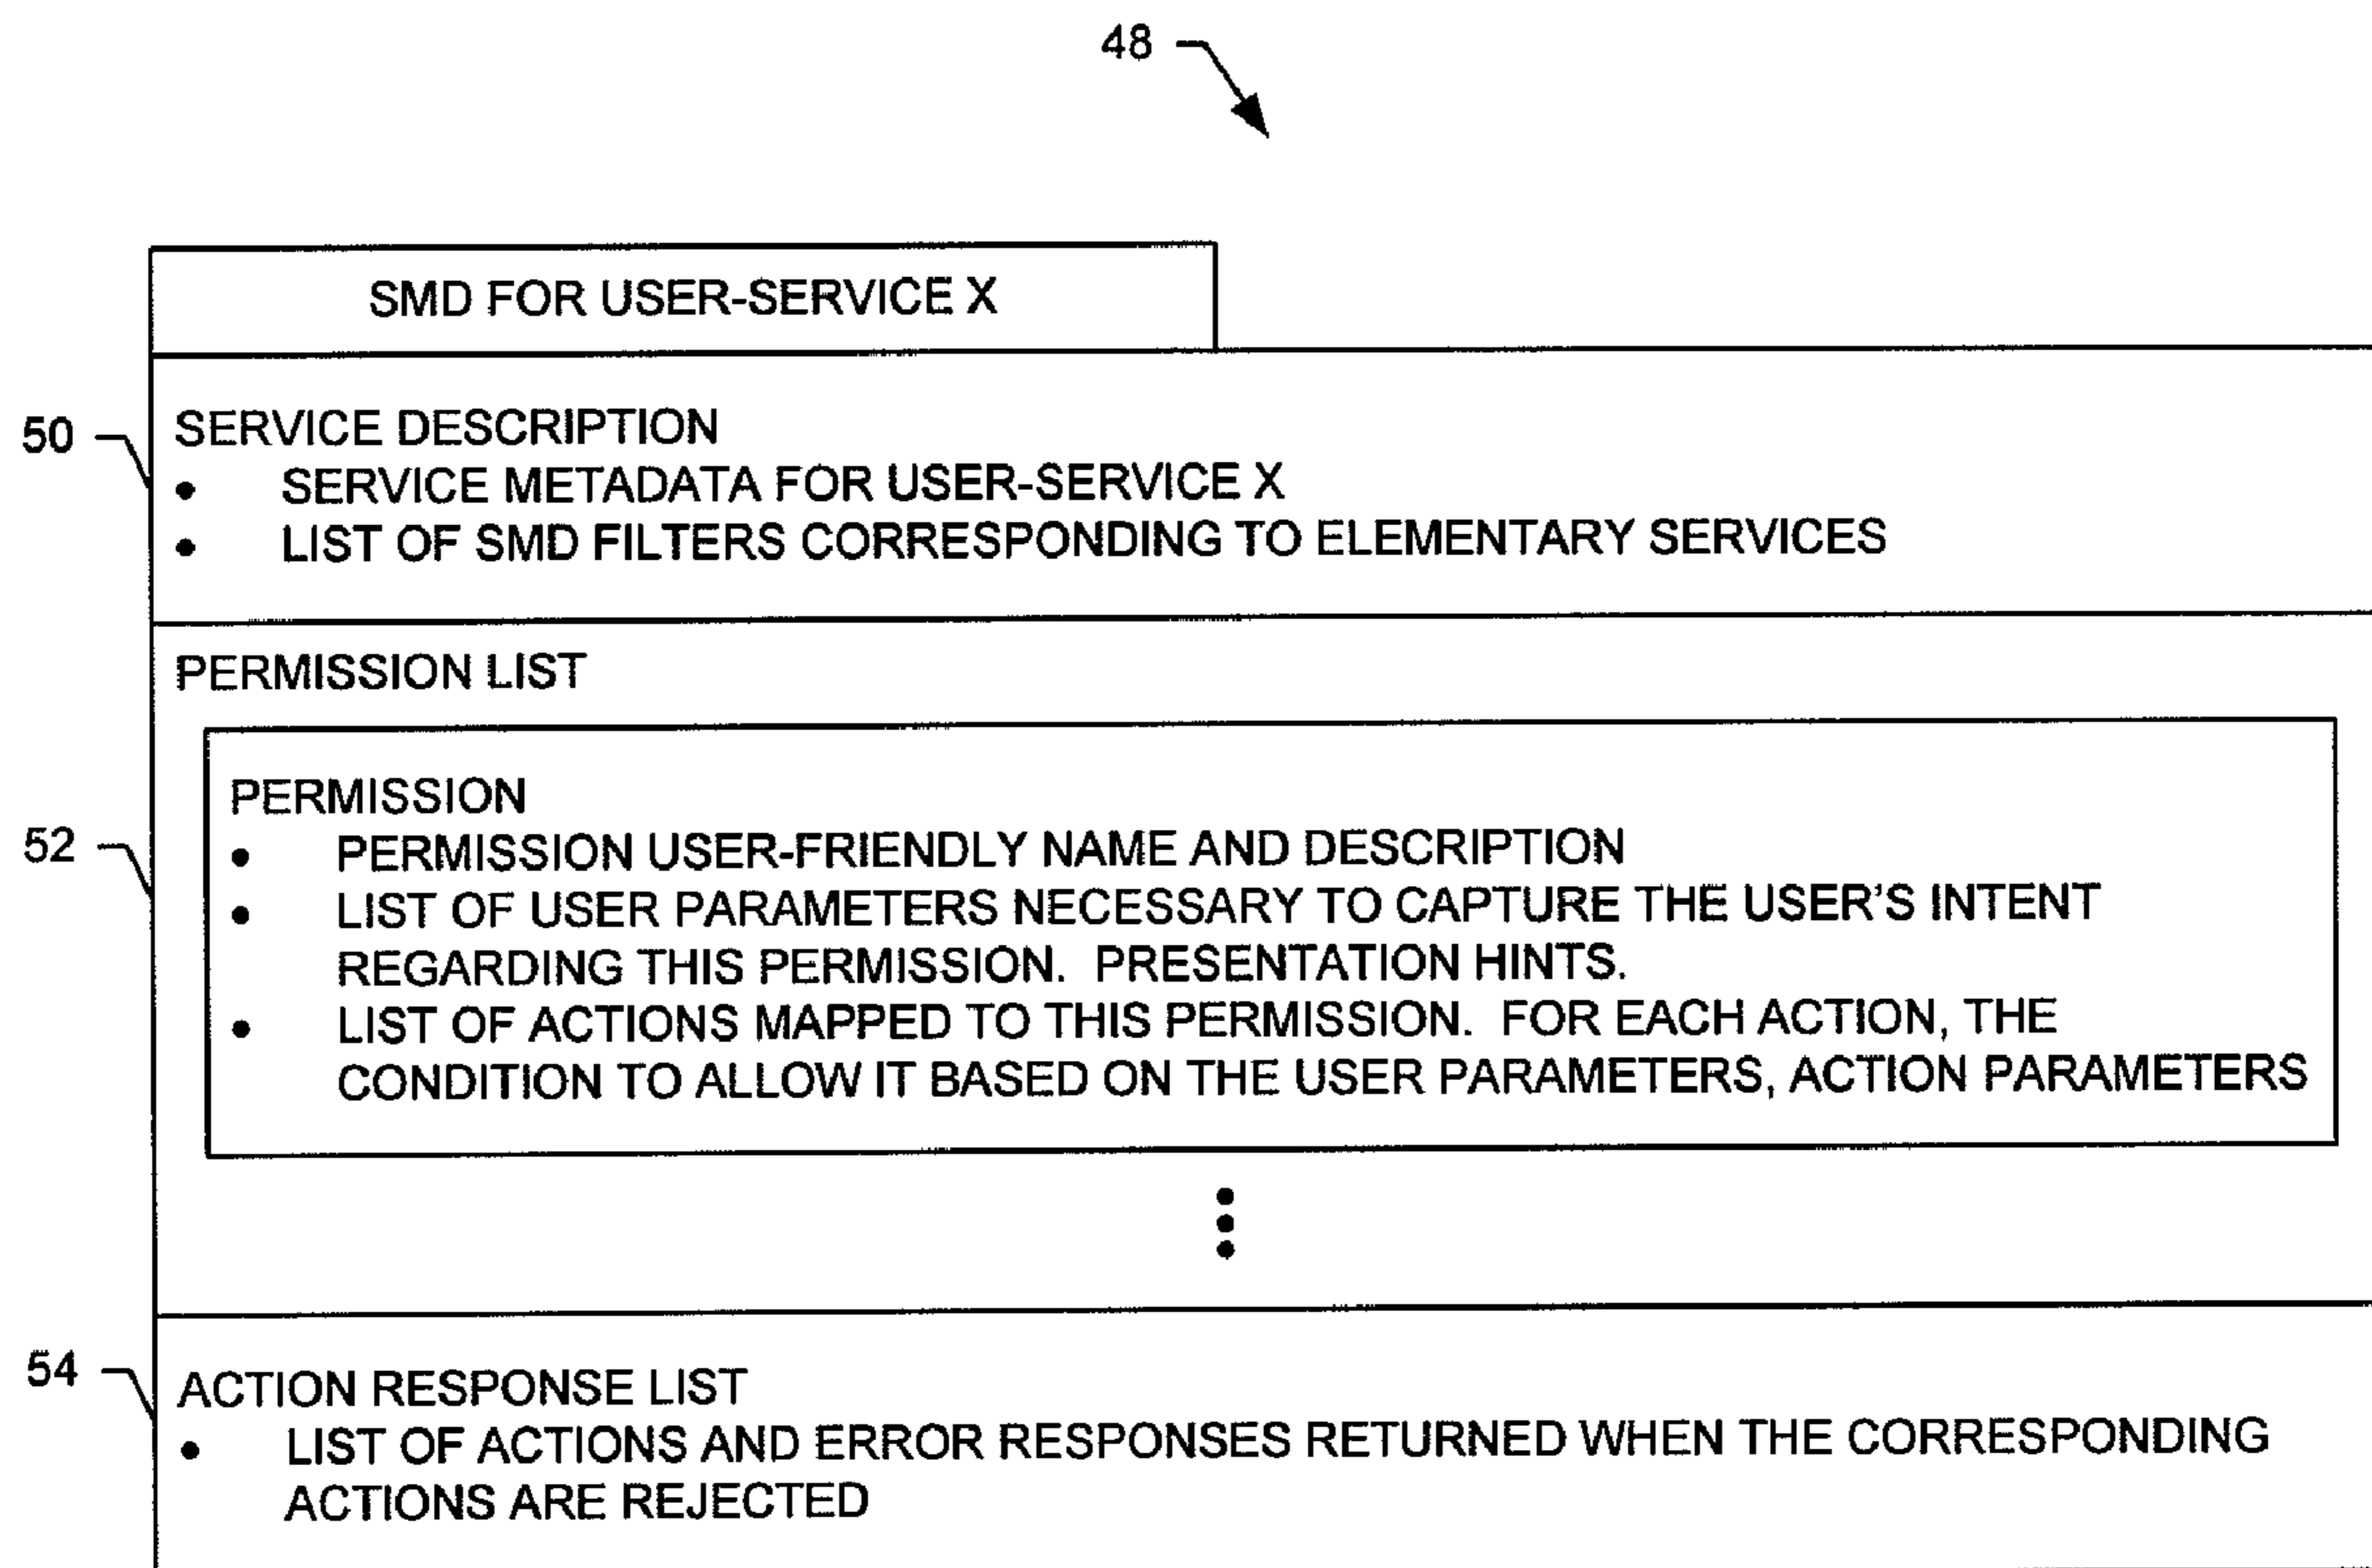 48
SMD FOR USER-SERVICE X
50
SERVICE DESCRIPTION
• SERVICE METADATA FOR USER-SERVICE X
• LIST OF SMD FILTERS CORRESPONDING TO ELEMENTARY SERVICES
PERMISSION LIST
52
PERMISSION
• PERMISSION USER-FRIENDLY NAME AND DESCRIPTION
• LIST OF USER PARAMETERS NECESSARY TO CAPTURE THE USER'S INTENT
REGARDING THIS PERMISSION. PRESENTATION HINTS.
• LIST OF ACTIONS MAPPED TO THIS PERMISSION. FOR EACH ACTION, THE
CONDITION TO ALLOW IT BASED ON THE USER PARAMETERS, ACTION PARAMETERS
54
ACTION RESPONSE LIST
• LIST OF ACTIONS AND ERROR RESPONSES RETURNED WHEN THE CORRESPONDING
ACTIONS ARE REJECTED